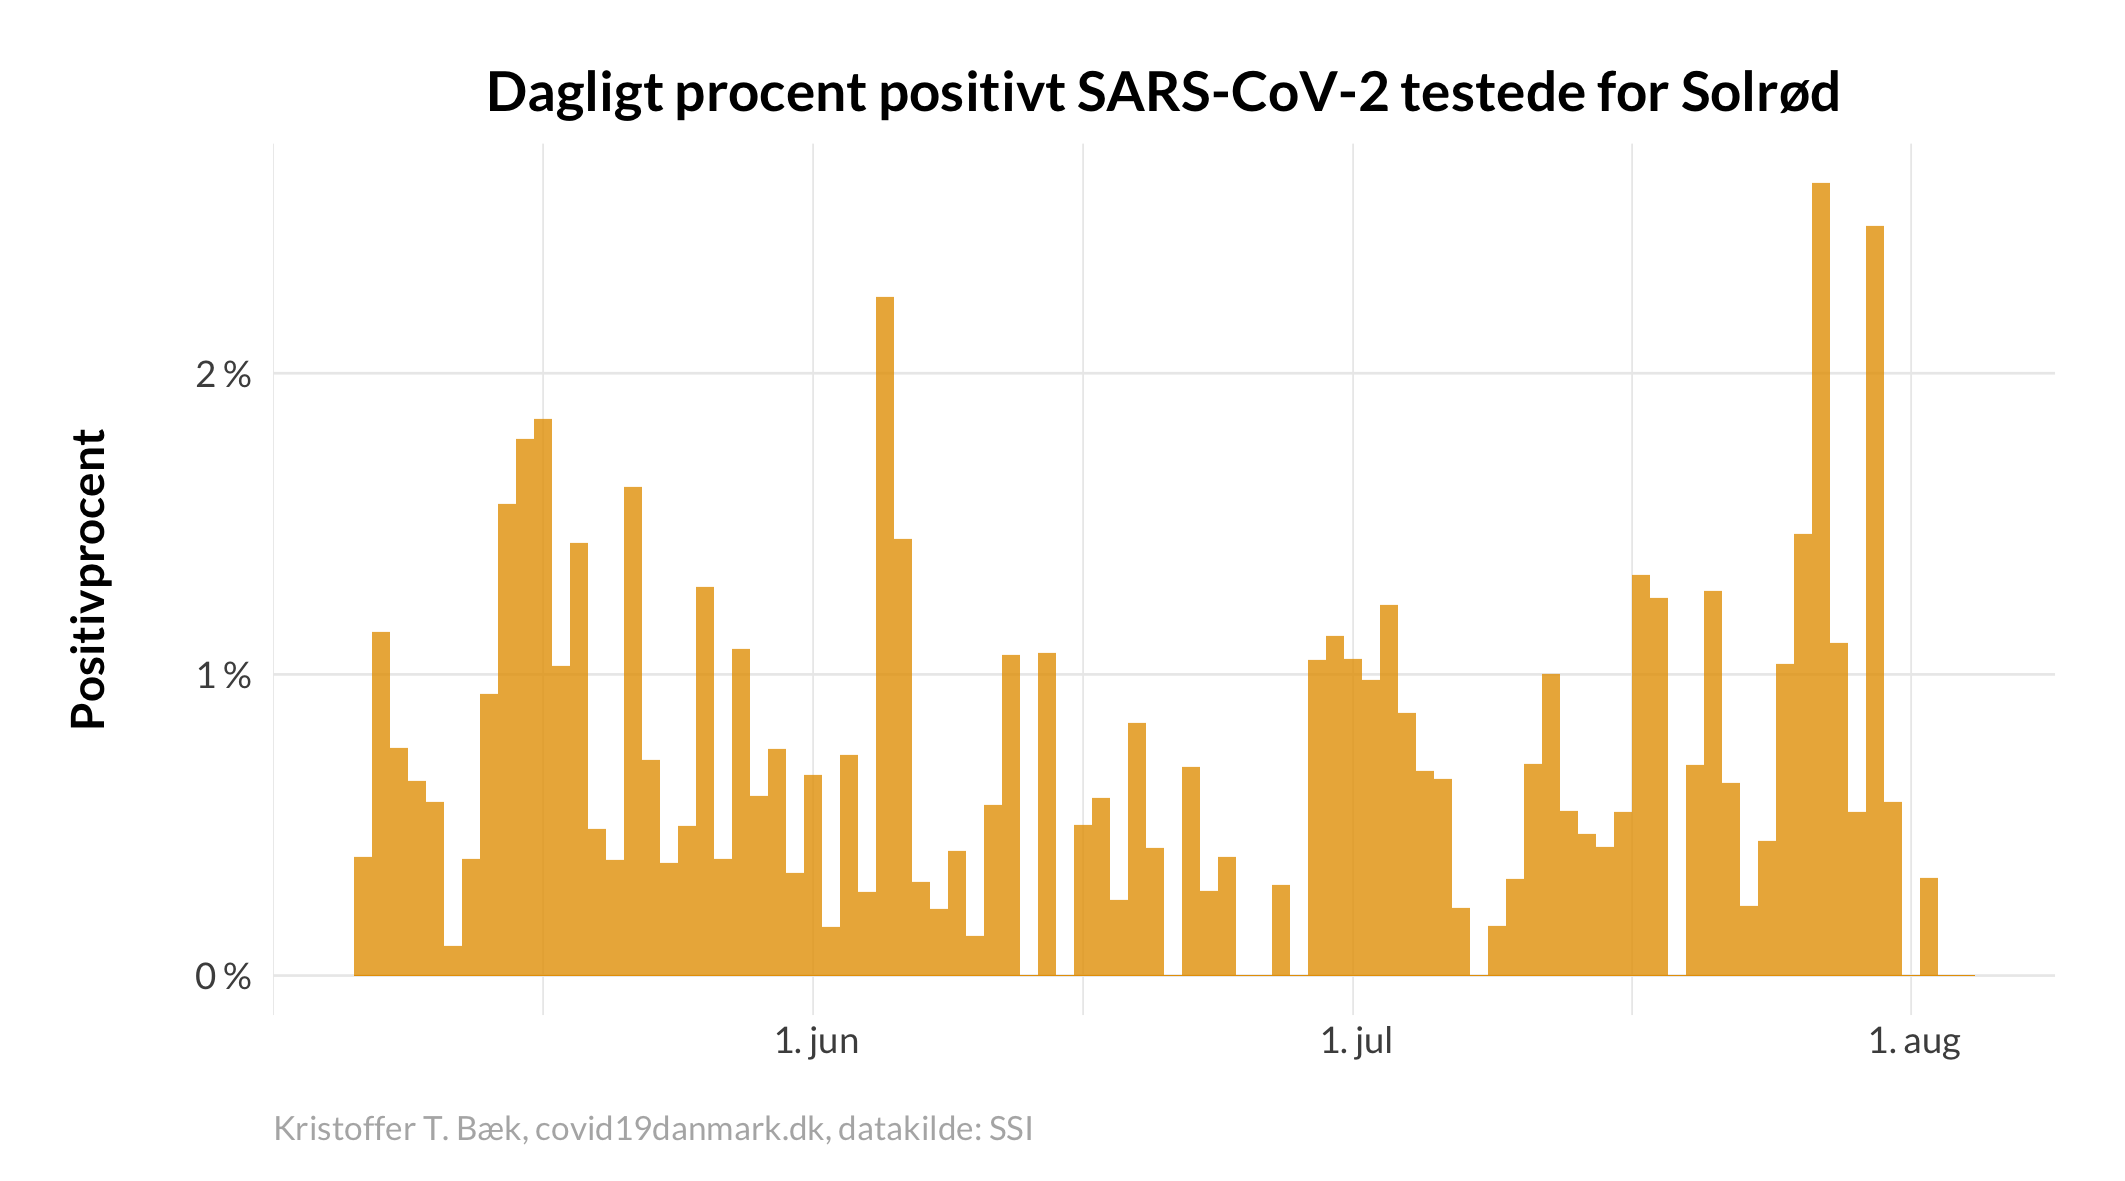 Dagligt procent positivt SARS-CoV-2 testede for Solrød
Positivprocent
2 %
1 %
0 %
1. jun
1. jul
1. aug
Kristoffer T. Bæk, covid19danmark.dk, datakilde: SSI